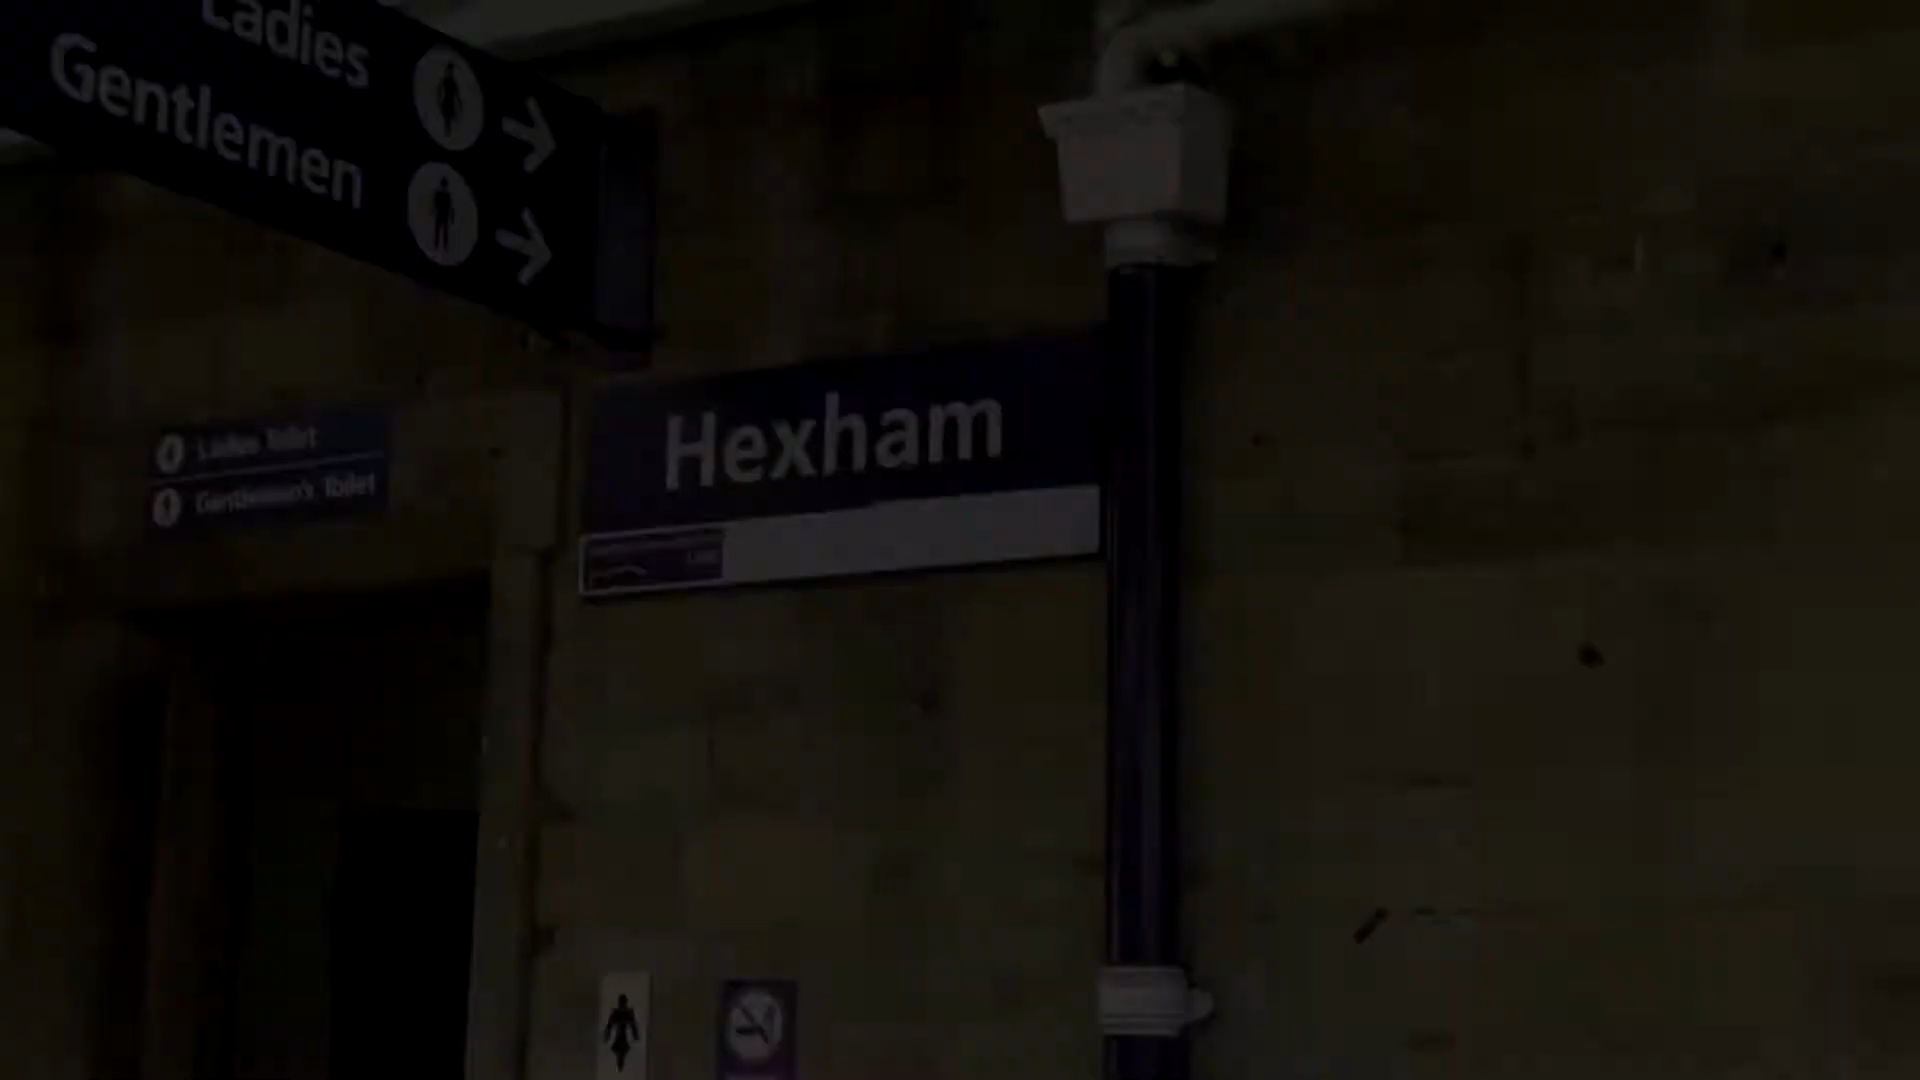 Ladies
Gentlemen
Ladies Toilet
Gentlemen's Toilet
Hexham